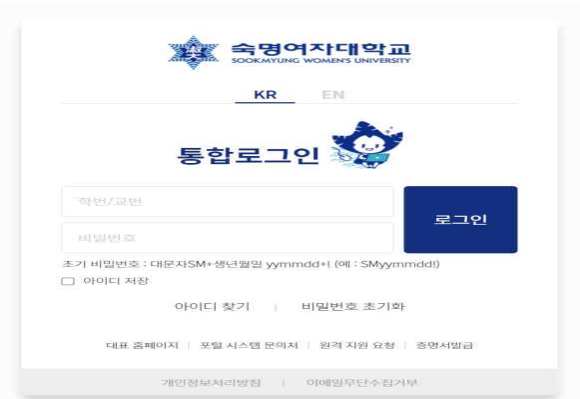 숙명여자대학교
SOOKMYUNG WOMEN'S UNIVERSITY
KR EN
통합로그인
학번/교번
로그인
비밀번호
초기 비밀번호 : 대문자SM+생년월일 yymmdd+! (예 : SMyymmdd!)
아이디 저장
아이디 찾기 | 비밀번호 초기화
대표 홈페이지 | 포털 시스템 문의처 | 원격 지원 요청 | 증명서발급
개인정보처리방침 | 이메일무단수집거부